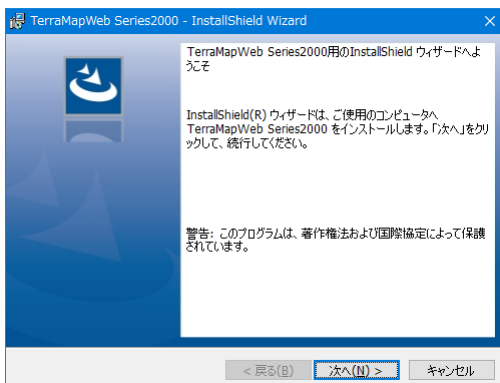 TerraMapWeb Series2000 - InstallShield Wizard
TerraMapWeb Series2000用のInstallShield ウィザードへよ
うこそ
InstallShield(R) ウィザードは、ご使用のコンピュータへ
TerraMapWeb Series2000 をインストールします。「次へ」をクリ
ックして、続行してください。
警告: このプログラムは、著作権法および国際協定によって保護
されています。
< 戻る(B)
次へ(N) >
キャンセル